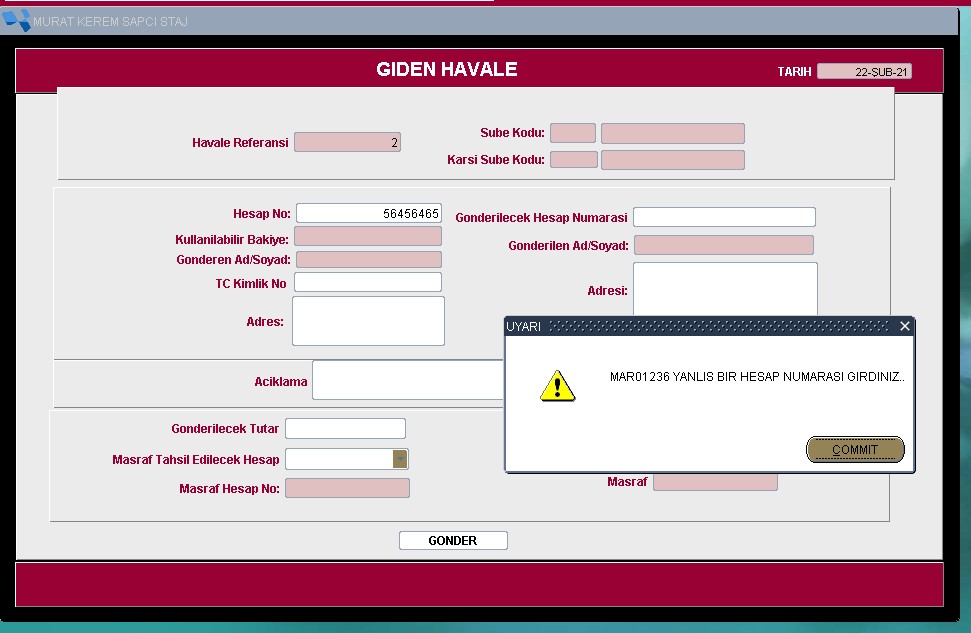 MURAT KEREM SAPCI STAJ
GIDEN HAVALE
TARIH 22-ŞUB-21
Havale Referansi 2
Sube Kodu:
Karsi Sube Kodu:
Hesap No: 56456465
Gonderilecek Hesap Numarasi
Kullanilabilir Bakiye:
Gonderilen Ad/Soyad:
Gonderen Ad/Soyad:
TC Kimlik No
Adresi:
Adres:
UYARI
MAR01236 YANLIS BIR HESAP NUMARASI GIRDINIZ..
COMMIT
Aciklama
Gonderilecek Tutar
Masraf Tahsil Edilecek Hesap
Masraf Hesap No:
Masraf
GONDER